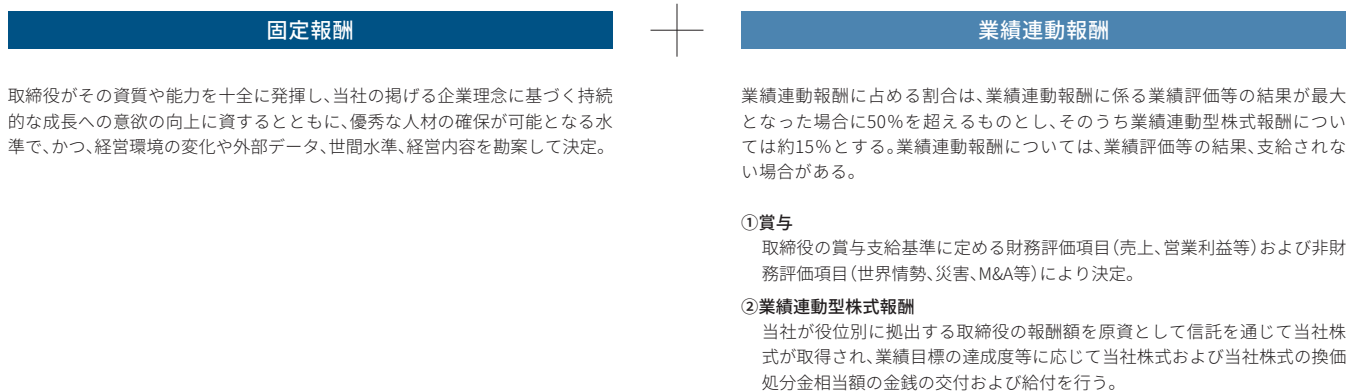 固定報酬
取締役がその資質や能力を十全に発揮し、当社の掲げる企業理念に基づく持続
的な成長への意欲の向上に資するとともに、優秀な人材の確保が可能となる水
準で、かつ、経営環境の変化や外部データ、世間水準、経営内容を勘案して決定。
業績連動報酬
業績連動報酬に占める割合は、業績連動報酬に係る業績評価等の結果が最大
となった場合に50%を超えるものとし、そのうち業績連動型株式報酬につい
ては約15%とする。業績連動報酬については、業績評価等の結果、支給されな
い場合がある。
①賞与
取締役の賞与支給基準に定める財務評価項目（売上、営業利益等）および非財
務評価項目（世界情勢、災害、M&A等）により決定。
②業績連動型株式報酬
当社が役位別に拠出する取締役の報酬額を原資として信託を通じて当社株
式が取得され、業績目標の達成度等に応じて当社株式および当社株式の換価
処分金相当額の金銭の交付および給付を行う。